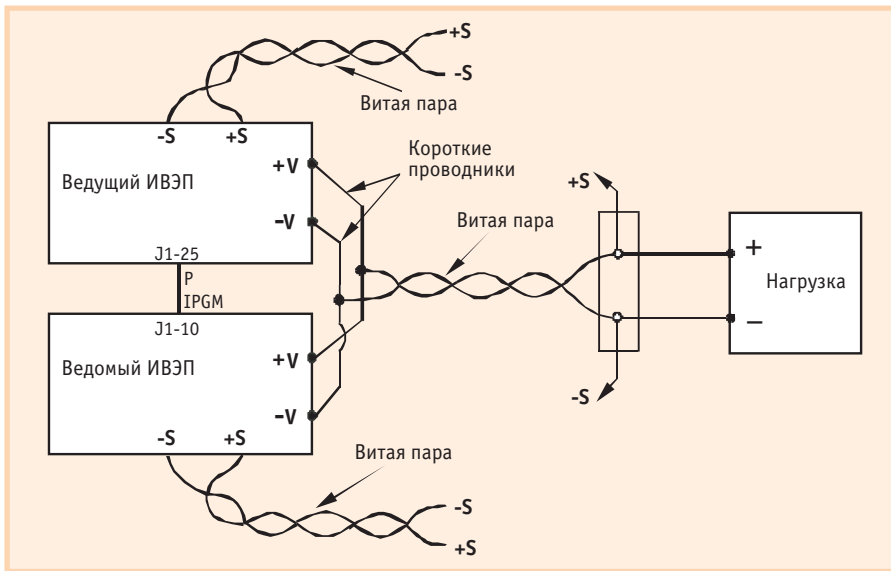 +S
-S
Витая пара
-S +S
Ведущий ИВЭП
+V
-V
Короткие
проводники
J1-25
P
IPGM
J1-10
Ведомый ИВЭП
+V
-V
-S +S
Витая пара
+S
-S
+
Нагрузка
−
Витая пара
-S
+S